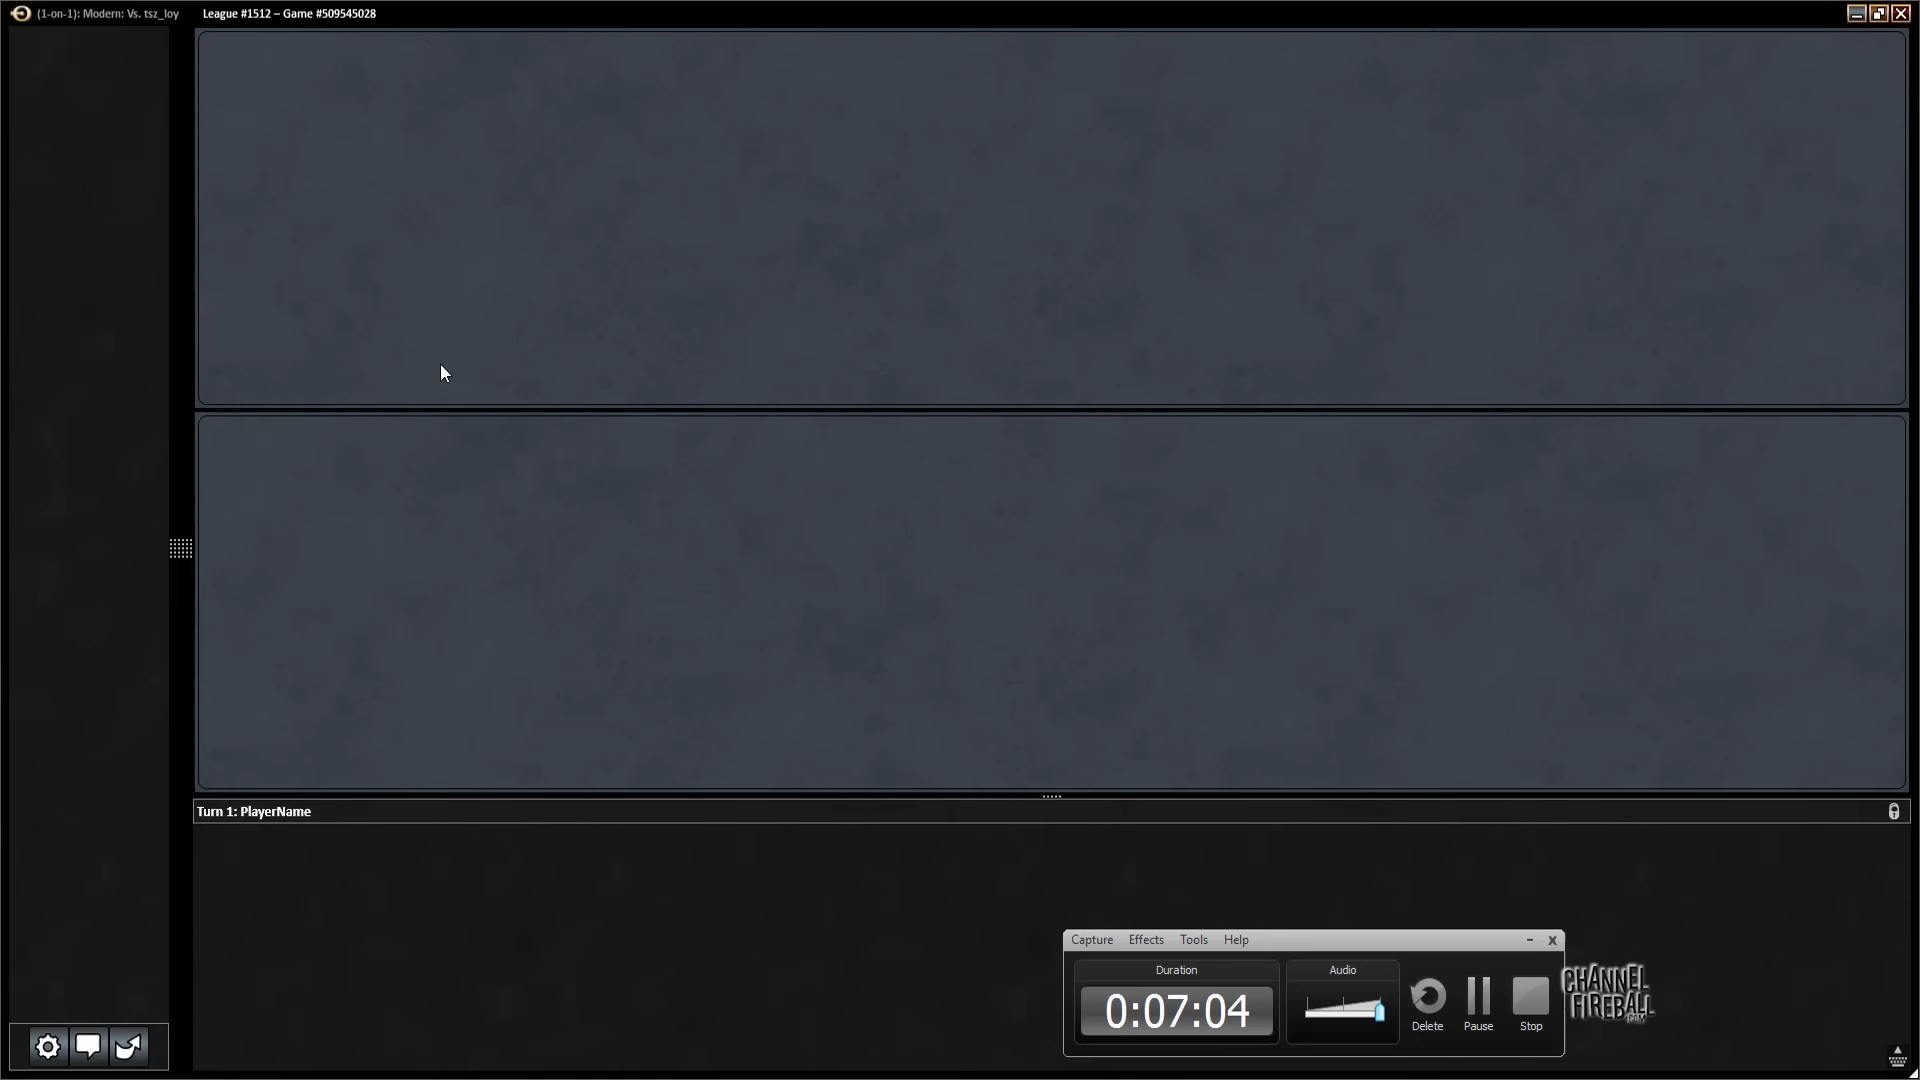 (1-on-1): Modern: Vs. tsz_loy
League #1512 – Game #509545028
Turn 1: PlayerName
Capture Effects Tools Help
Duration
Audio
0:07:04
Delete Pause Stop
CHANNEL
FIREBALL
.COM